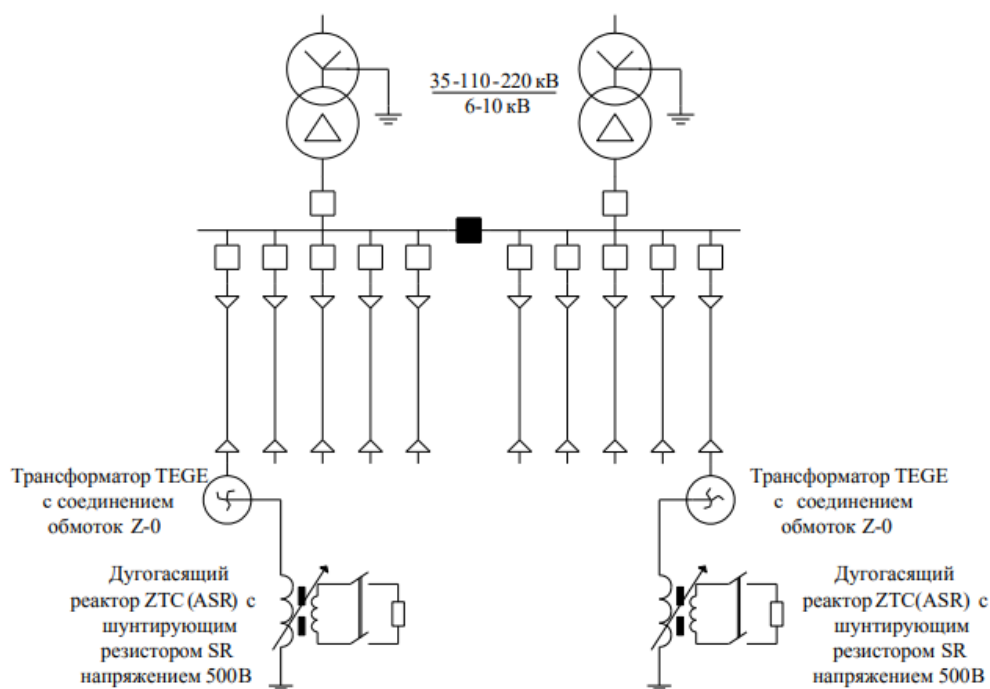 35-110-220 кВ
6-10 кВ
Трансформатор TEGE
с соединением
обмоток Z-0
Трансформатор TEGE
с соединением
обмоток Z-0
Дугогасящий
реактор ZTC (ASR) с
шунтирующим
резистором SR
напряжением 500В
Дугогасящий
реактор ZTC(ASR) с
шунтирующим
резистором SR
напряжением 500В